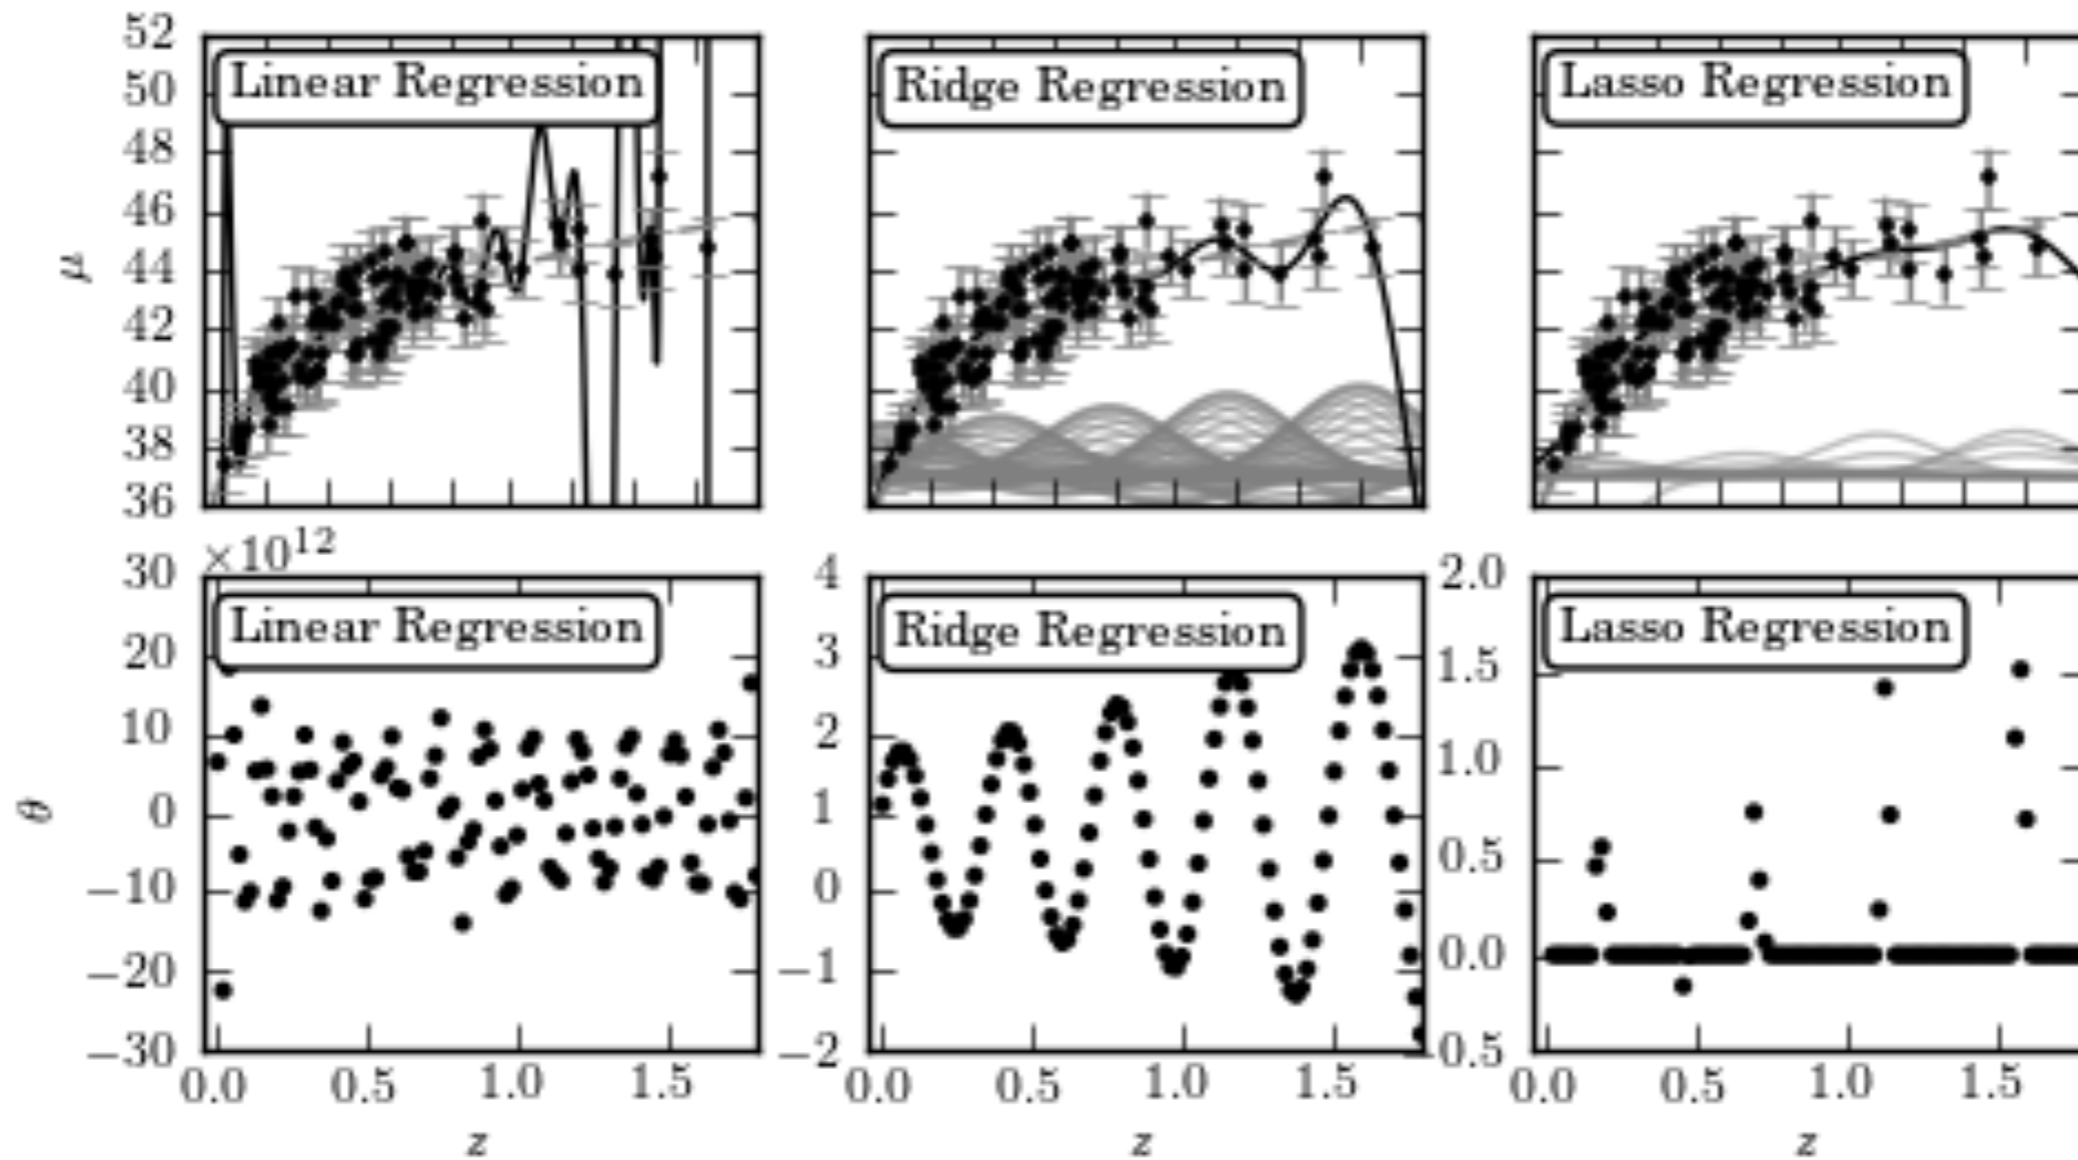 52
50
48
46
44
42
40
38
36
μ
Linear Regression
Ridge Regression
Lasso Regression
×10¹²
30
20
10
0
−10
−20
−30
θ
Linear Regression
0.0 0.5 1.0 1.5
z
4
3
2
1
0
−1
−2
Ridge Regression
0.0 0.5 1.0 1.5
z
2.0
1.5
1.0
0.5
0.0
0.5
Lasso Regression
0.0 0.5 1.0 1.5
z